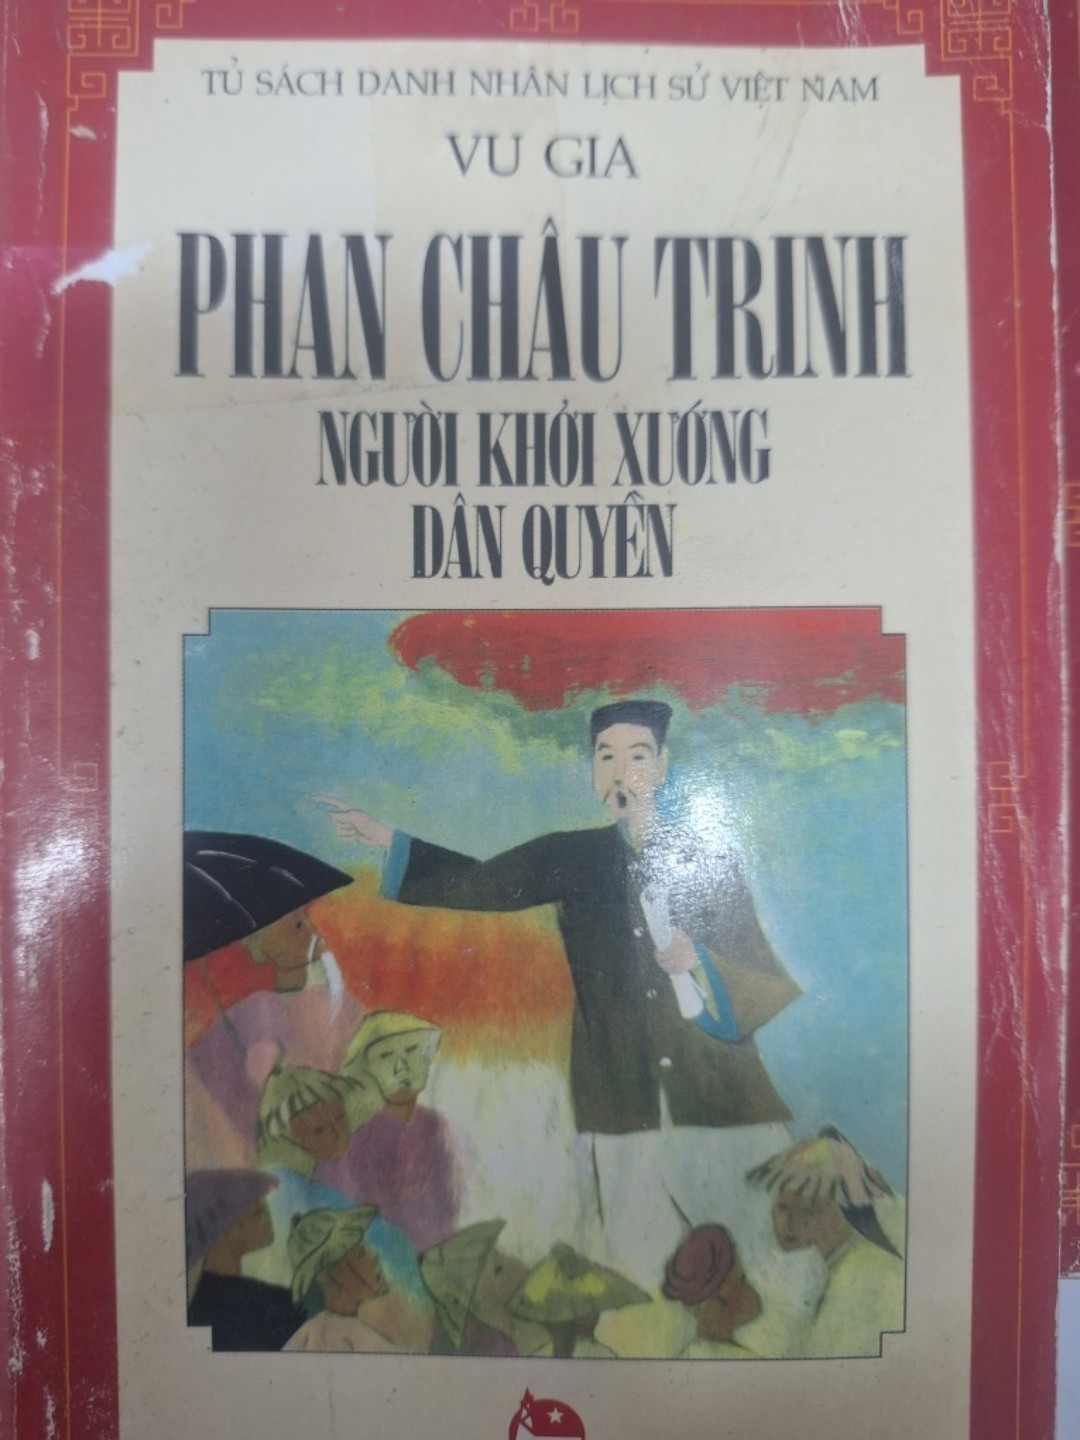 TỦ SÁCH DANH NHÂN LỊCH SỬ VIỆT NAM
VU GIA
PHAN CHÂU TRINH
NGƯỜI KHỞI XƯỚNG
DÂN QUYỀN